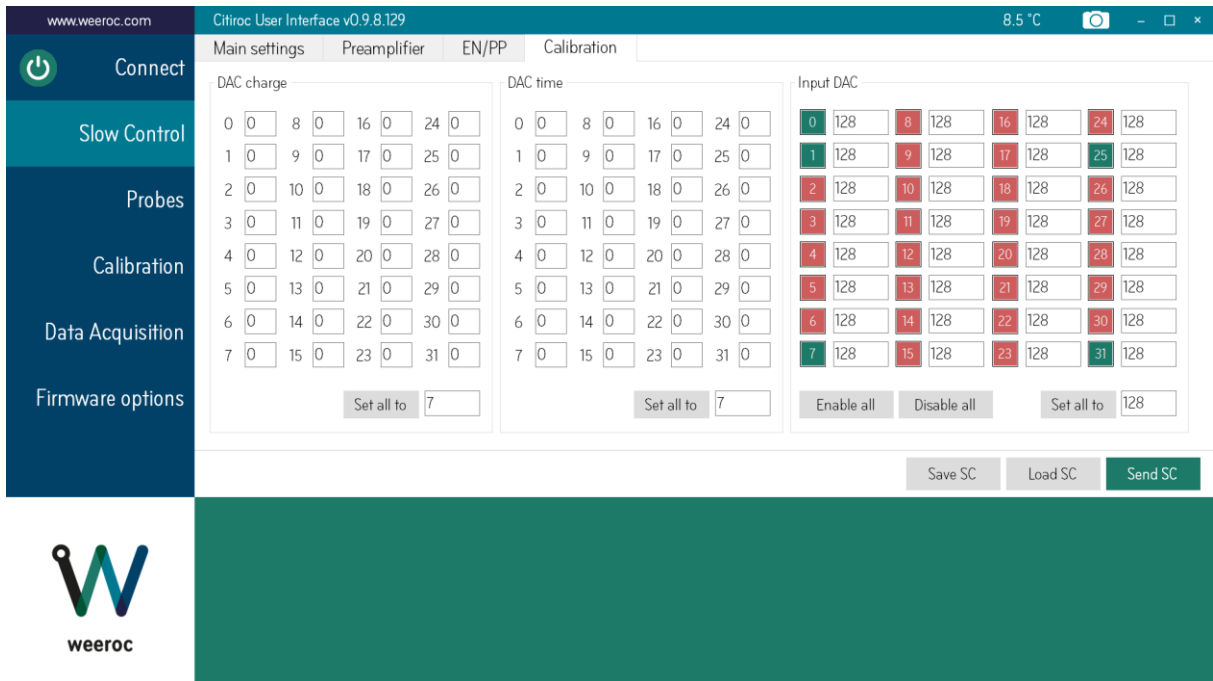 www.weeroc.com Citiroc User Interface v0.9.8.129 8.5 °C
Connect
Slow Control
Probes
Calibration
Data Acquisition
Firmware options
weeroc
Main settings Preamplifier EN/PP Calibration
DAC charge
0 0 8 0 16 0 24 0
1 0 9 0 17 0 25 0
2 0 10 0 18 0 26 0
3 0 11 0 19 0 27 0
4 0 12 0 20 0 28 0
5 0 13 0 21 0 29 0
6 0 14 0 22 0 30 0
7 0 15 0 23 0 31 0
Set all to 7
DAC time
0 0 8 0 16 0 24 0
1 0 9 0 17 0 25 0
2 0 10 0 18 0 26 0
3 0 11 0 19 0 27 0
4 0 12 0 20 0 28 0
5 0 13 0 21 0 29 0
6 0 14 0 22 0 30 0
7 0 15 0 23 0 31 0
Set all to 7
Input DAC
0 128 8 128 16 128 24 128
1 128 9 128 17 128 25 128
2 128 10 128 18 128 26 128
3 128 11 128 19 128 27 128
4 128 12 128 20 128 28 128
5 128 13 128 21 128 29 128
6 128 14 128 22 128 30 128
7 128 15 128 23 128 31 128
Enable all Disable all Set all to 128
Save SC Load SC Send SC